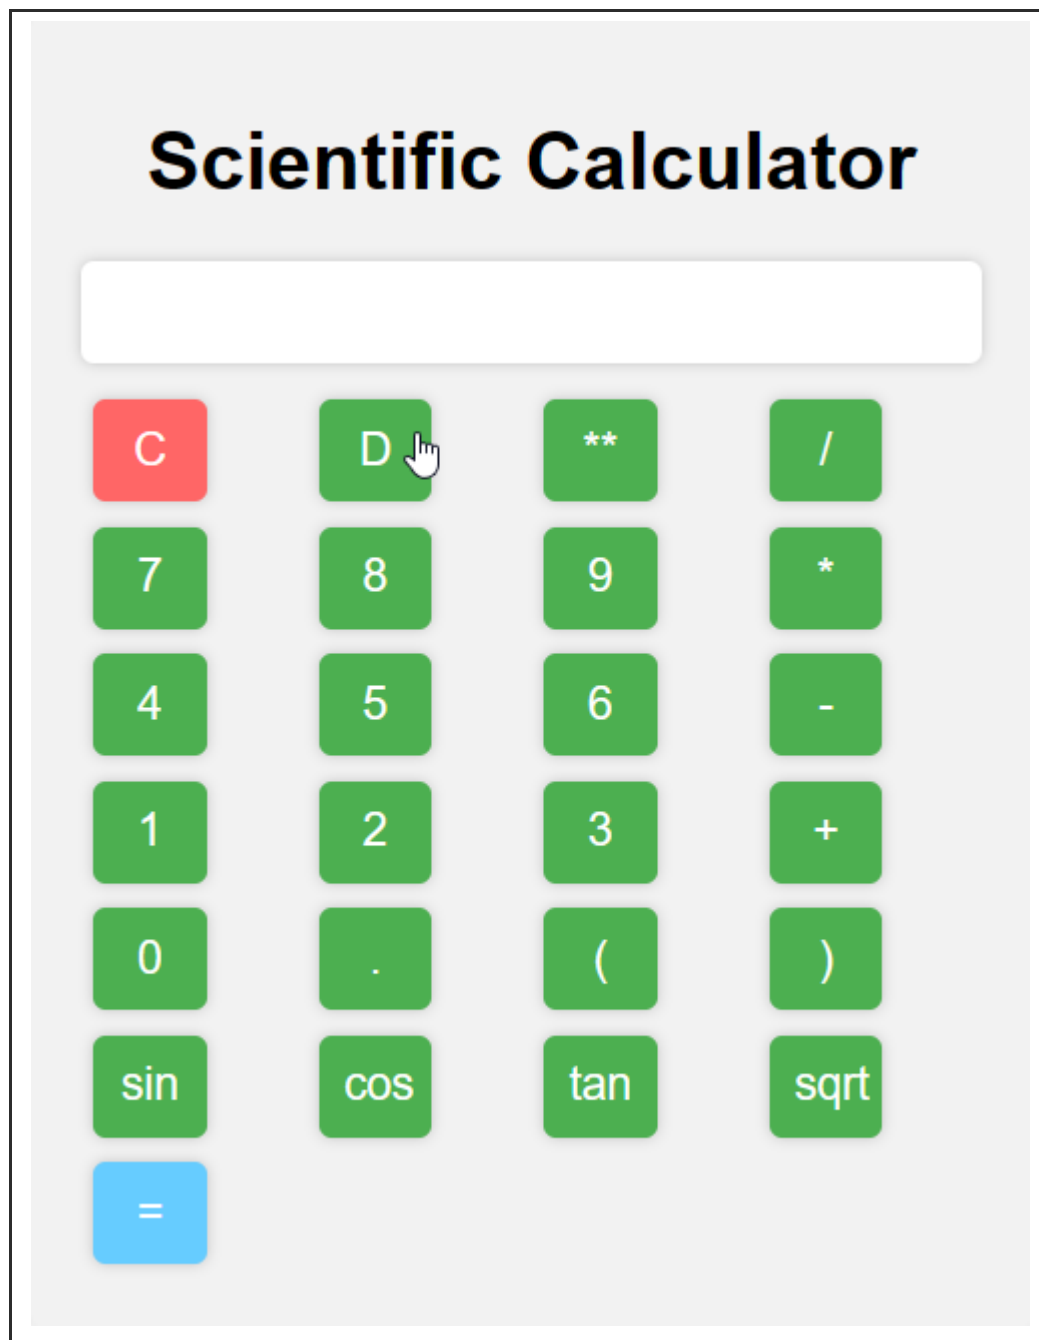 Scientific Calculator
C D ** /
7 8 9 *
4 5 6 -
1 2 3 +
0 . ( )
sin cos tan sqrt
=